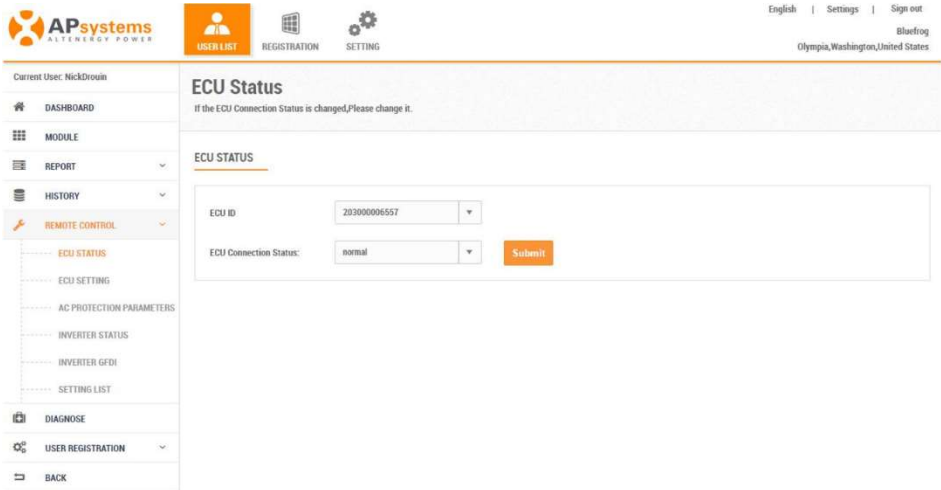 APsystems
ALTENERGY POWER
USER LIST
REGISTRATION
SETTING
English | Settings | Sign out
Bluefrog
Olympia,Washington,United States
Current User: NickDrouin
DASHBOARD
MODULE
REPORT
HISTORY
REMOTE CONTROL
ECU STATUS
ECU SETTING
AC PROTECTION PARAMETERS
INVERTER STATUS
INVERTER GFDI
SETTING LIST
DIAGNOSE
USER REGISTRATION
BACK
ECU Status
If the ECU Connection Status is changed,Please change it.
ECU STATUS
ECU ID 203000006557
ECU Connection Status: normal Submit